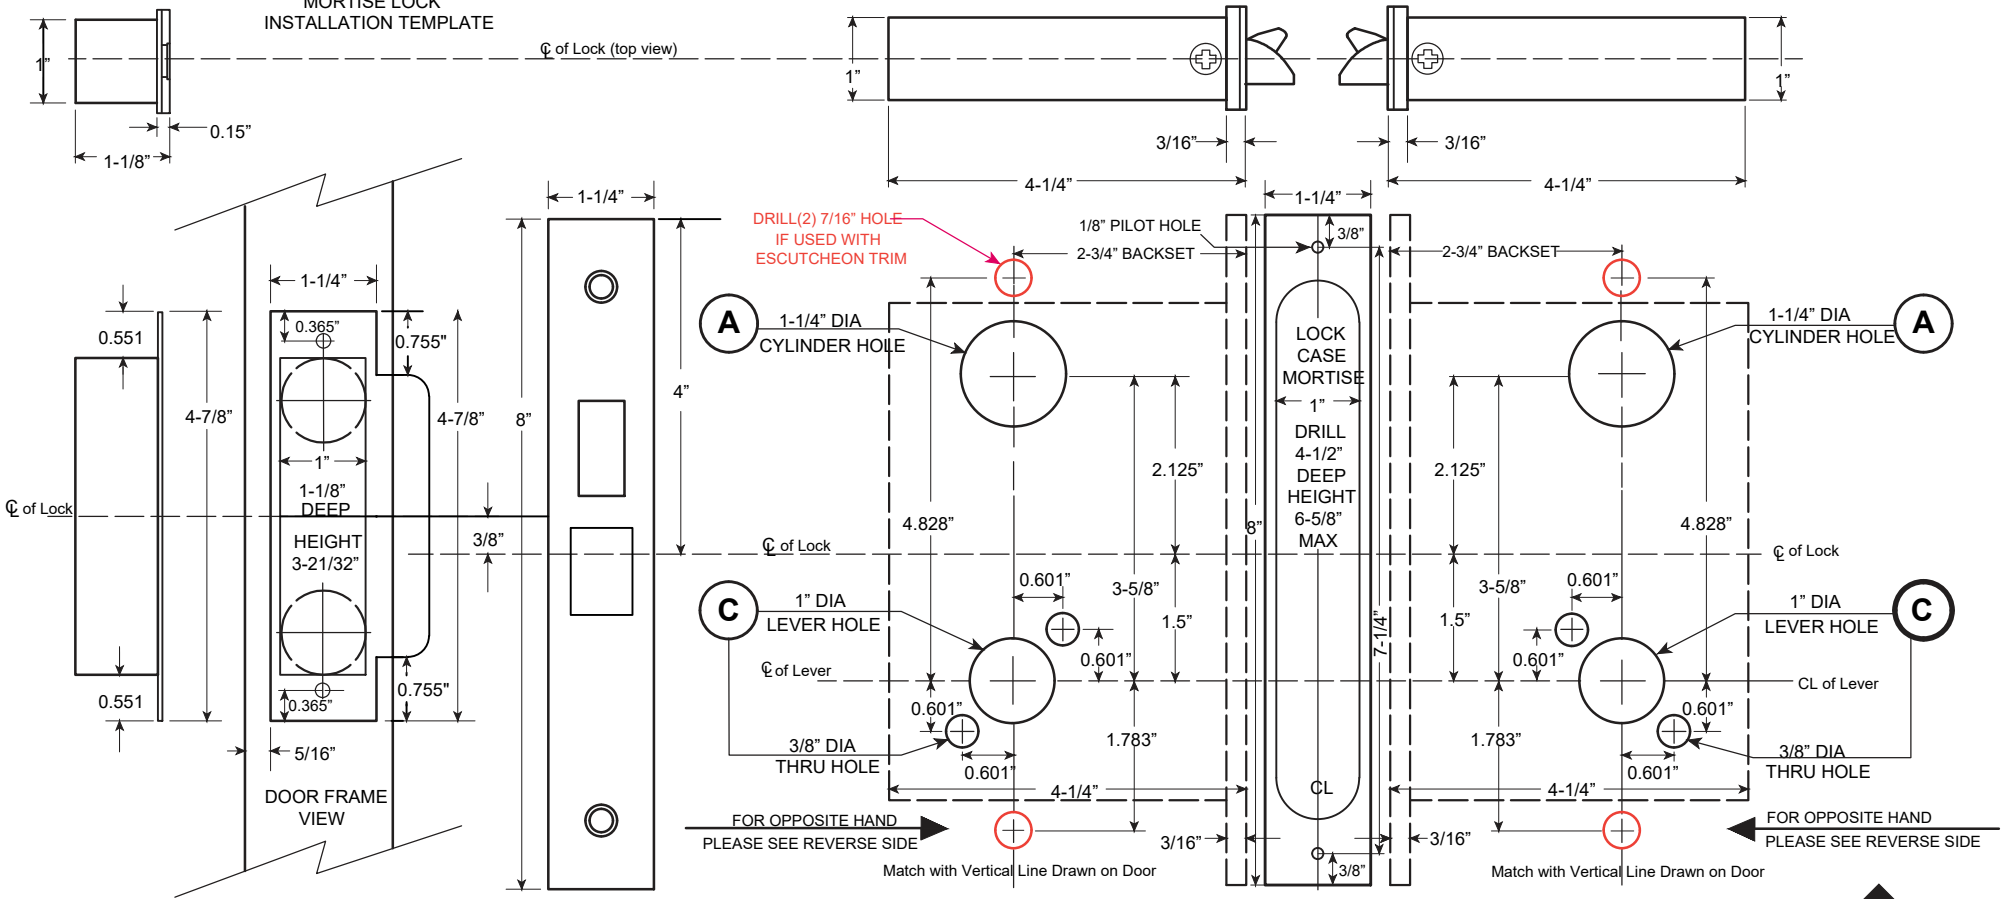 MORTISE LOCK
INSTALLATION TEMPLATE
℄ of Lock (top view)
1”
0.15”
1-1/8”
1”
3/16”
4-1/4”
1”
3/16”
4-1/4”
1-1/4”
1-1/4”
DRILL(2) 7/16” HOLE
IF USED WITH
ESCUTCHEON TRIM
1/8” PILOT HOLE
2-3/4” BACKSET
3/8”
2-3/4” BACKSET
0.551
4-7/8”
1-1/4”
0.365”
0.755"
4-7/8”
1”
1-1/8”
DEEP
HEIGHT
3-21/32”
℄ of Lock
3/8”
0.551
0.365”
0.755"
5/16”
DOOR FRAME
VIEW
8”
4”
A
1-1/4” DIA
CYLINDER HOLE
LOCK
CASE
MORTISE
1”
DRILL
4-1/2”
DEEP
HEIGHT
6-5/8”
MAX
8”
7-1/4”
CL
3/8”
1-1/4” DIA
CYLINDER HOLE
A
2.125”
4.828”
℄ of Lock
3-5/8”
1.5”
0.601”
0.601”
C
1” DIA
LEVER HOLE
℄ of Lever
0.601”
0.601”
1.783”
3/8” DIA
THRU HOLE
4-1/4”
3/16”
FOR OPPOSITE HAND
PLEASE SEE REVERSE SIDE
Match with Vertical Line Drawn on Door
2.125”
4.828”
℄ of Lock
3-5/8”
1.5”
0.601”
0.601”
1” DIA
LEVER HOLE
C
CL of Lever
0.601”
0.601”
1.783”
3/8” DIA
THRU HOLE
4-1/4”
3/16”
FOR OPPOSITE HAND
PLEASE SEE REVERSE SIDE
Match with Vertical Line Drawn on Door